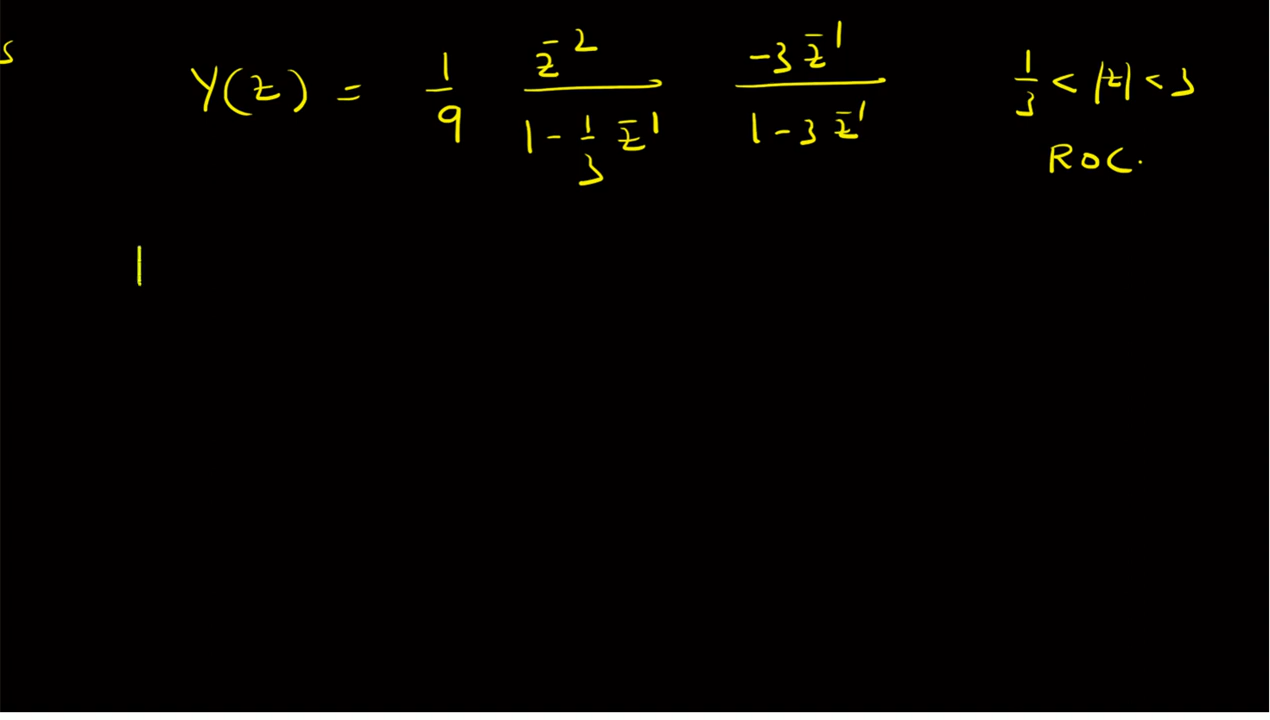 s
Y(z) = 1/9 z⁻²/(1 - 1/3 z⁻¹) -3z⁻¹/(1 - 3z⁻¹) 1/3 < |z| < 3
ROC.
|